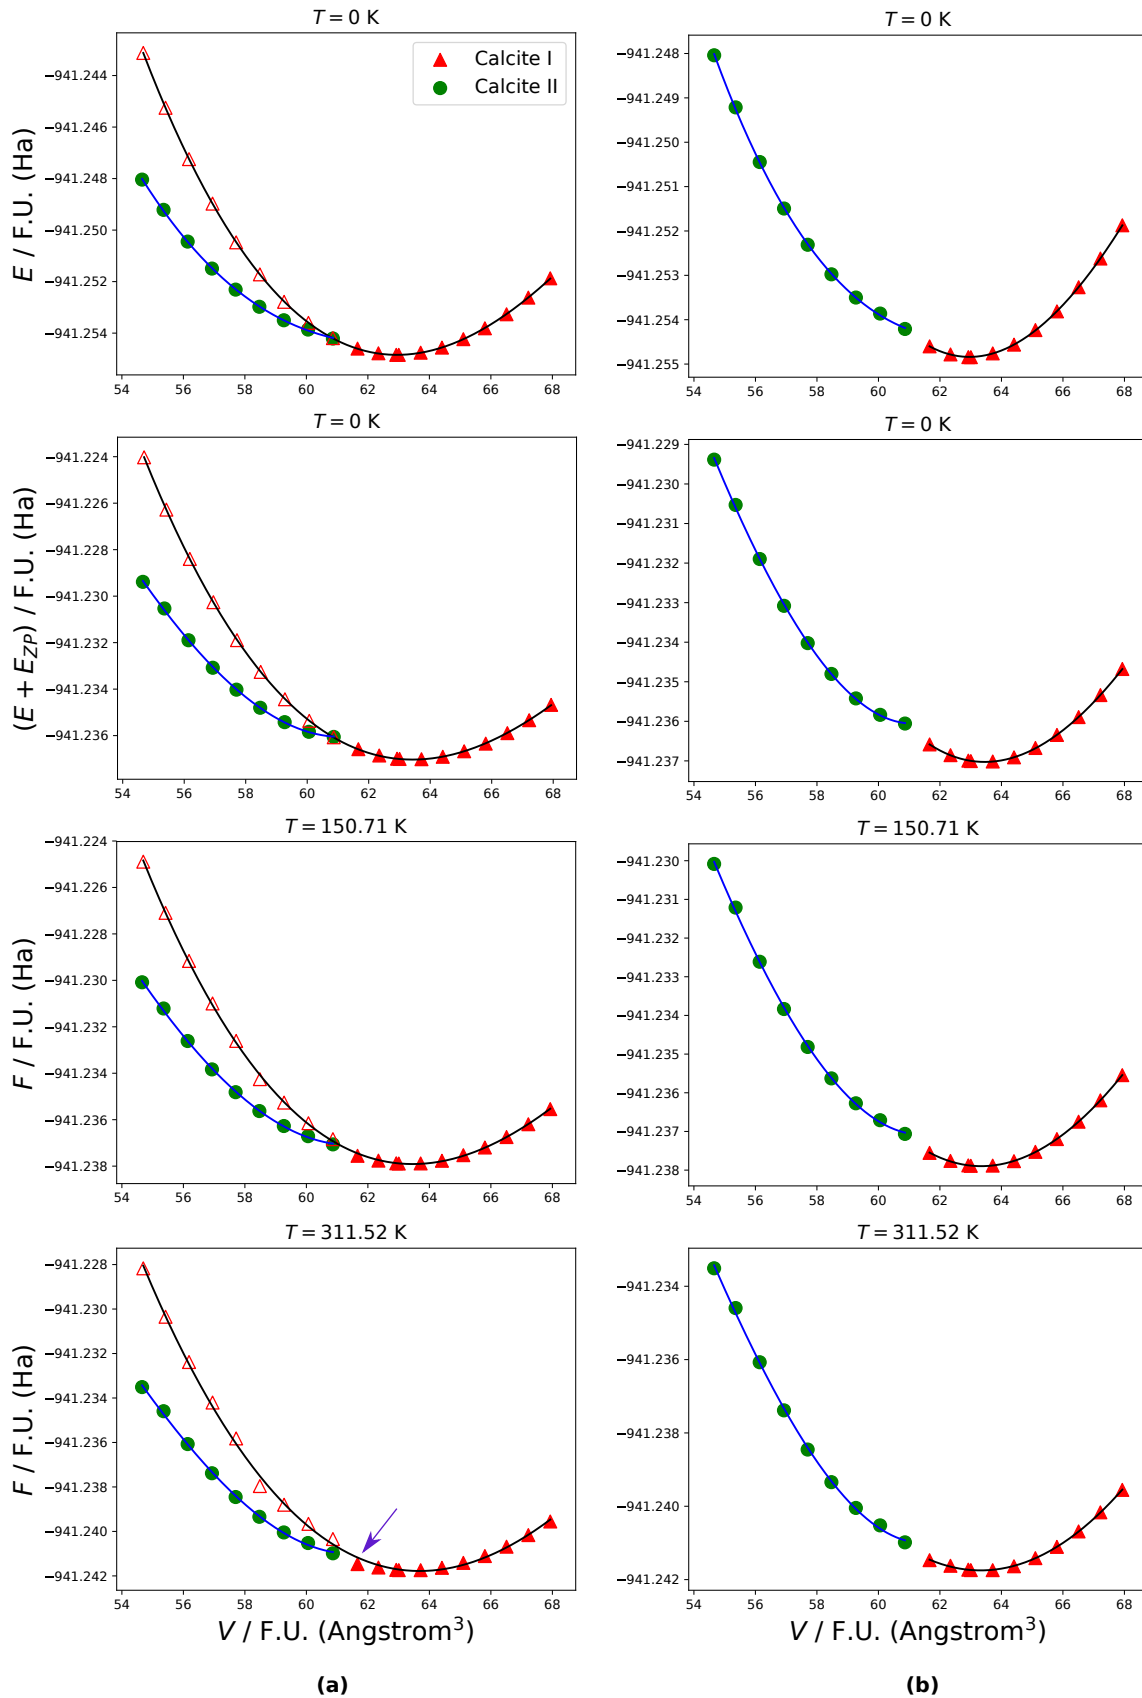 T = 0 K
E / F.U. (Ha)
−941.244
−941.246
−941.248
−941.250
−941.252
−941.254
Calcite I
Calcite II
54 56 58 60 62 64 66 68
T = 0 K
−941.248
−941.249
−941.250
−941.251
−941.252
−941.253
−941.254
−941.255
54 56 58 60 62 64 66 68
T = 0 K
(E + E_ZP) / F.U. (Ha)
−941.224
−941.226
−941.228
−941.230
−941.232
−941.234
−941.236
54 56 58 60 62 64 66 68
T = 0 K
−941.229
−941.230
−941.231
−941.232
−941.233
−941.234
−941.235
−941.236
−941.237
54 56 58 60 62 64 66 68
T = 150.71 K
F / F.U. (Ha)
−941.224
−941.226
−941.228
−941.230
−941.232
−941.234
−941.236
−941.238
54 56 58 60 62 64 66 68
T = 150.71 K
−941.230
−941.231
−941.232
−941.233
−941.234
−941.235
−941.236
−941.237
−941.238
54 56 58 60 62 64 66 68
T = 311.52 K
F / F.U. (Ha)
−941.228
−941.230
−941.232
−941.234
−941.236
−941.238
−941.240
−941.242
54 56 58 60 62 64 66 68
V / F.U. (Angstrom³)
(a)
T = 311.52 K
−941.234
−941.236
−941.238
−941.240
−941.242
54 56 58 60 62 64 66 68
V / F.U. (Angstrom³)
(b)